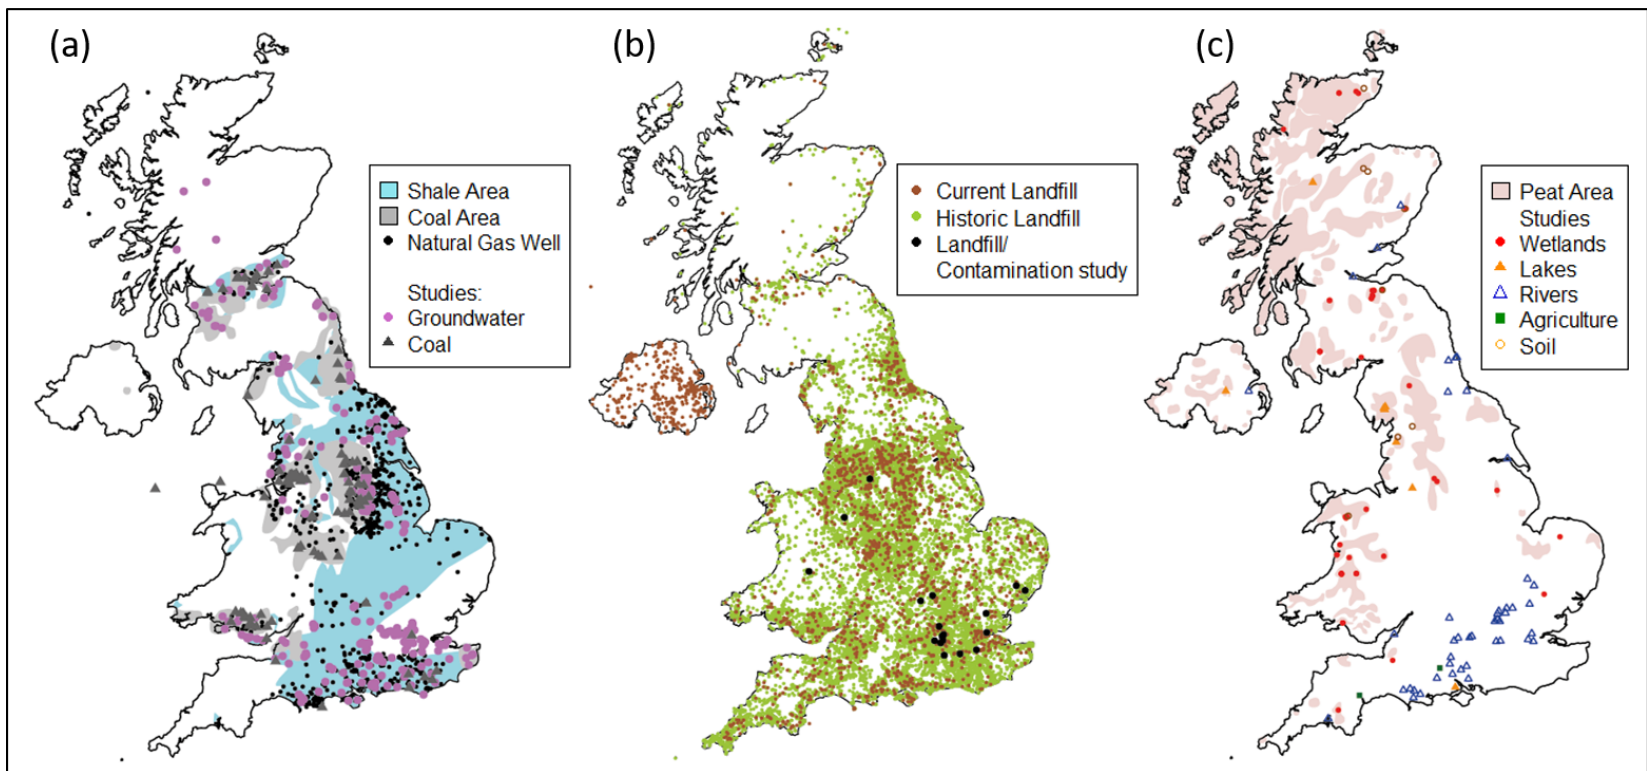 (a)
Shale Area
Coal Area
Natural Gas Well
Studies:
Groundwater
Coal
(b)
Current Landfill
Historic Landfill
Landfill/
Contamination study
(c)
Peat Area
Studies
Wetlands
Lakes
Rivers
Agriculture
Soil